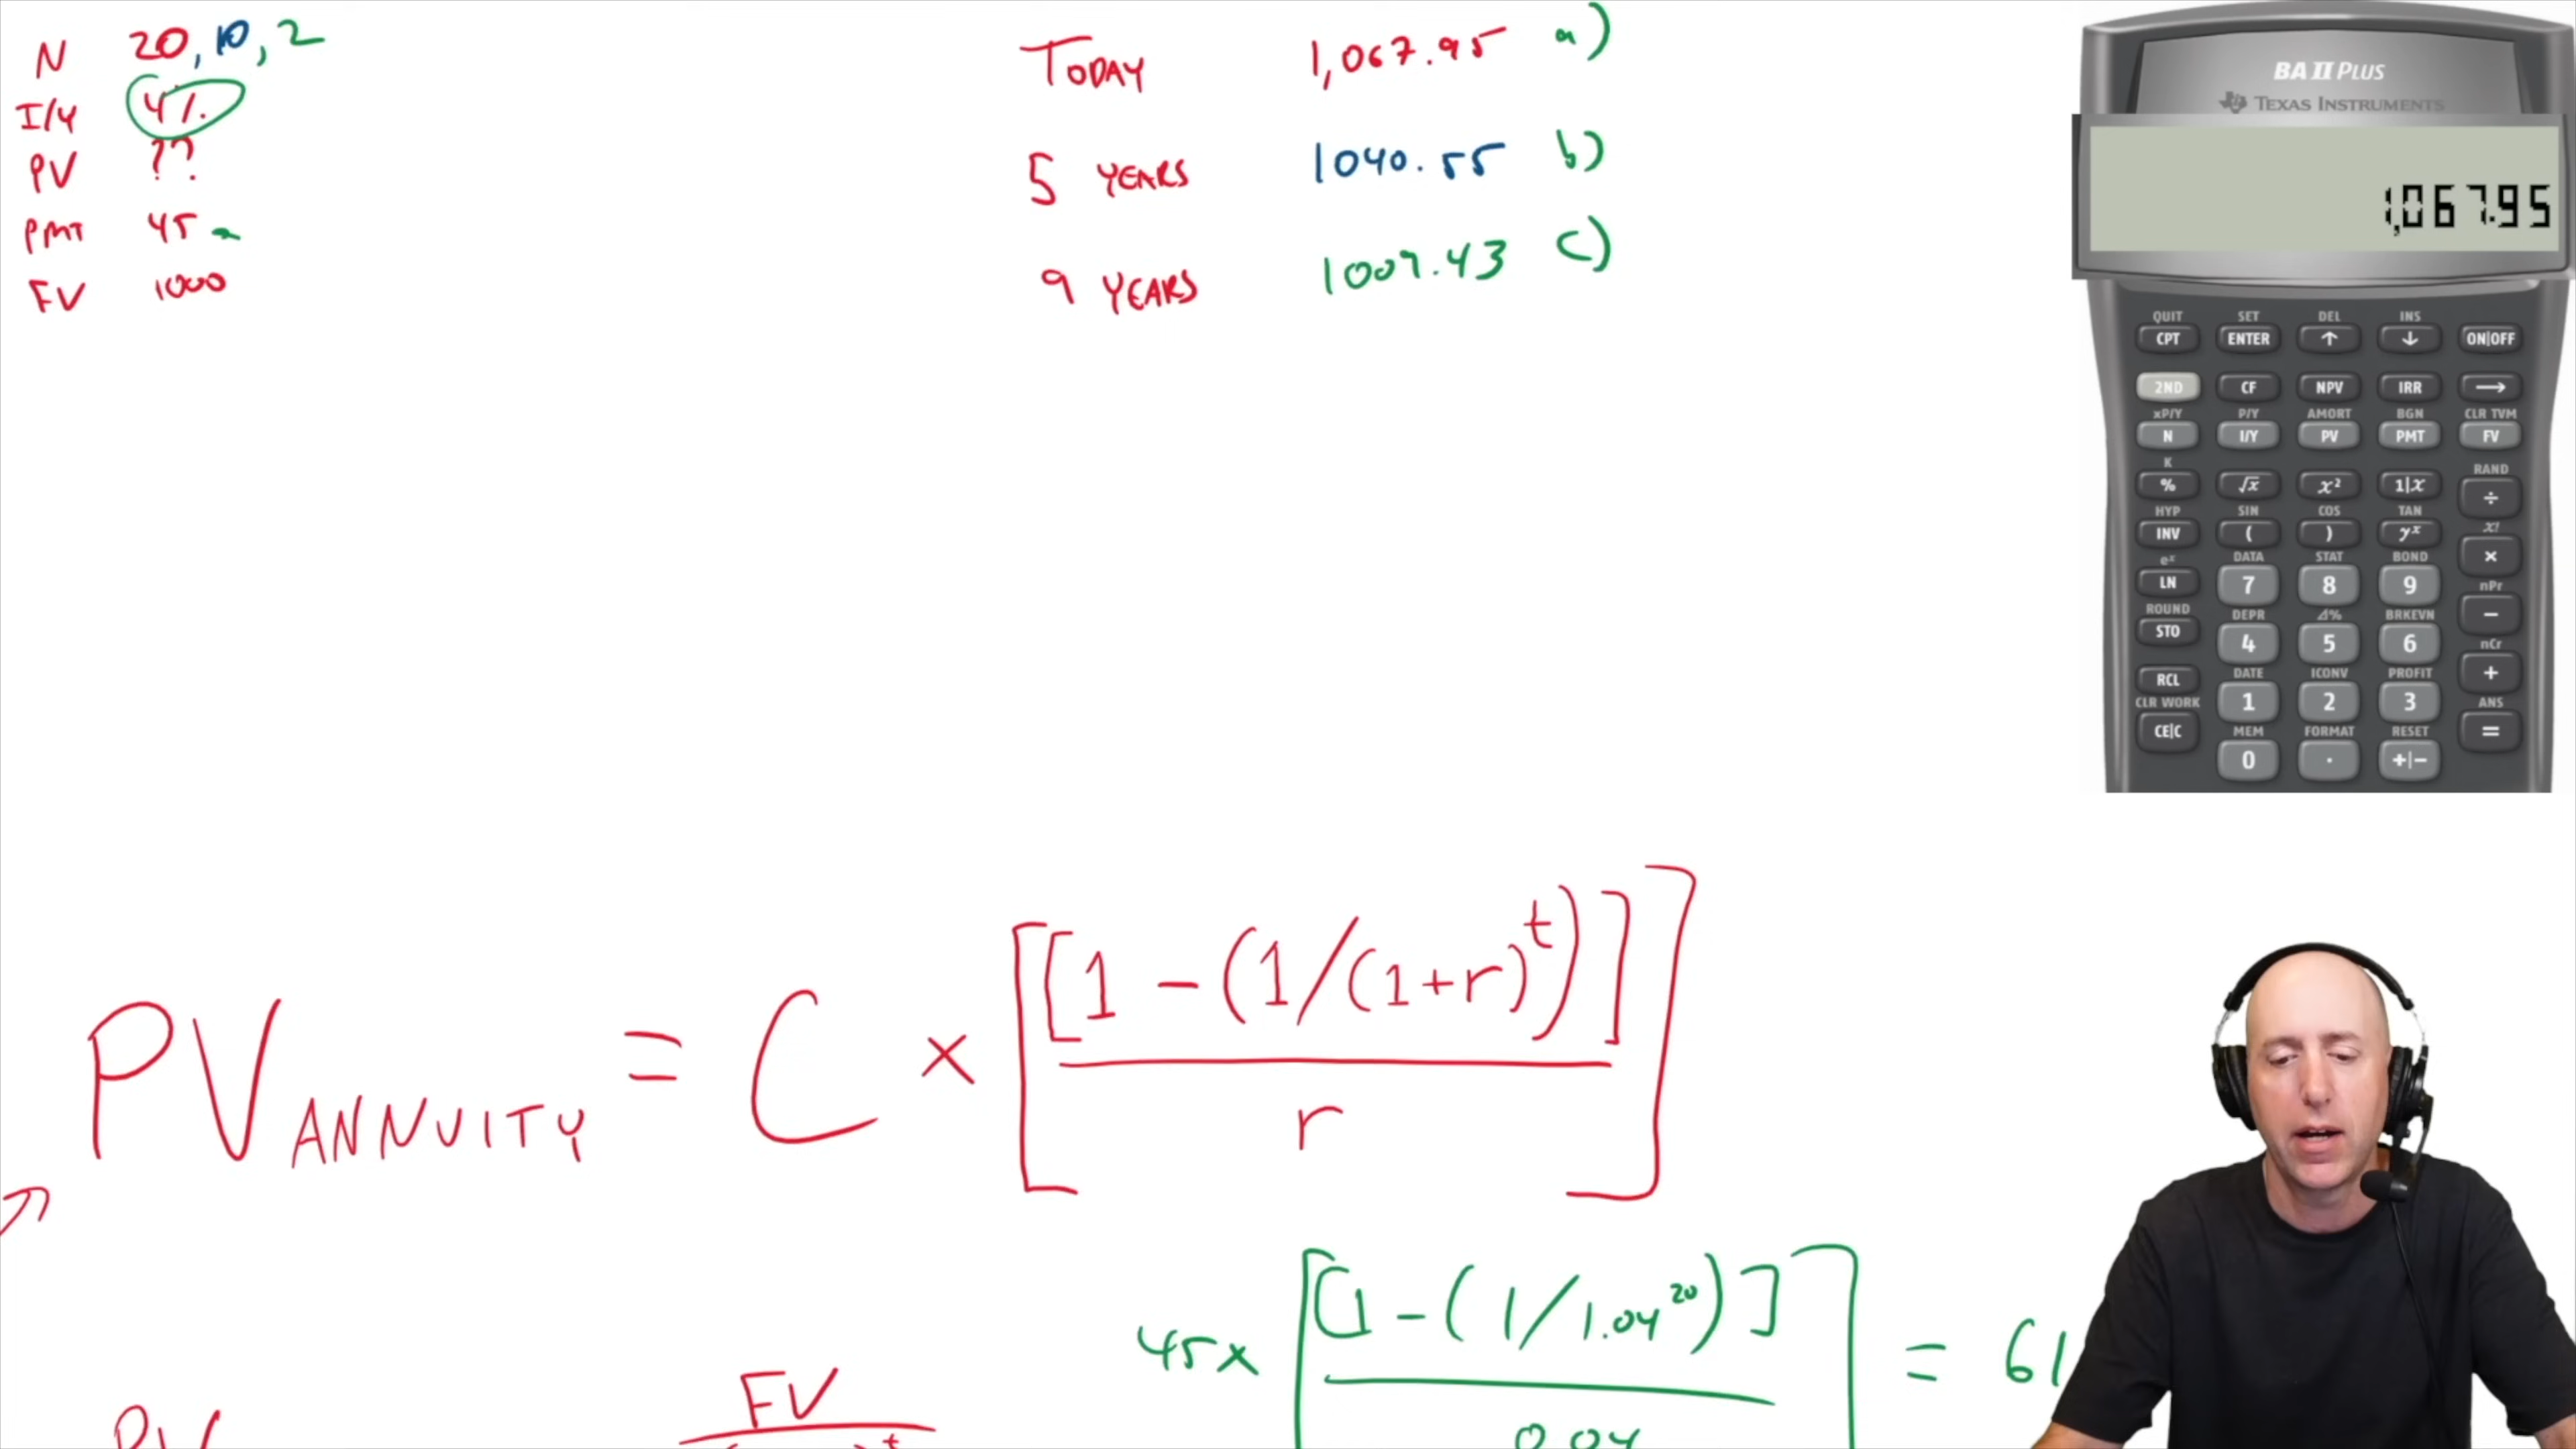 N 20, 10, 2
I/Y 4%
PV ??
PMT 45
FV 1000
TODAY 1,067.95 a)
5 YEARS 1040.55 b)
9 YEARS 1009.43 c)
BA II PLUS
TEXAS INSTRUMENTS
1,067.95
QUIT SET DEL INS
CPT ENTER ↑ ↓ ON|OFF
2ND CF NPV IRR →
xP/Y P/Y AMORT BGN CLR TVM
N I/Y PV PMT FV
K RAND
% √x x² 1|x ÷
HYP SIN COS TAN x!
INV ( ) yˣ ×
eˣ DATA STAT BOND nPr
LN 7 8 9 −
ROUND DEPR Δ% BRKEVN nCr
STO 4 5 6 +
RCL DATE ICONV PROFIT
CLR WORK 1 2 3 ANS
CE|C MEM FORMAT RESET =
0 . +|−
PV ANNUITY = C × [[1 - (1/(1+r)^t)]]
r
45 x [[1 - (1/1.04^20)]] = 61
0.04
PV FV
t